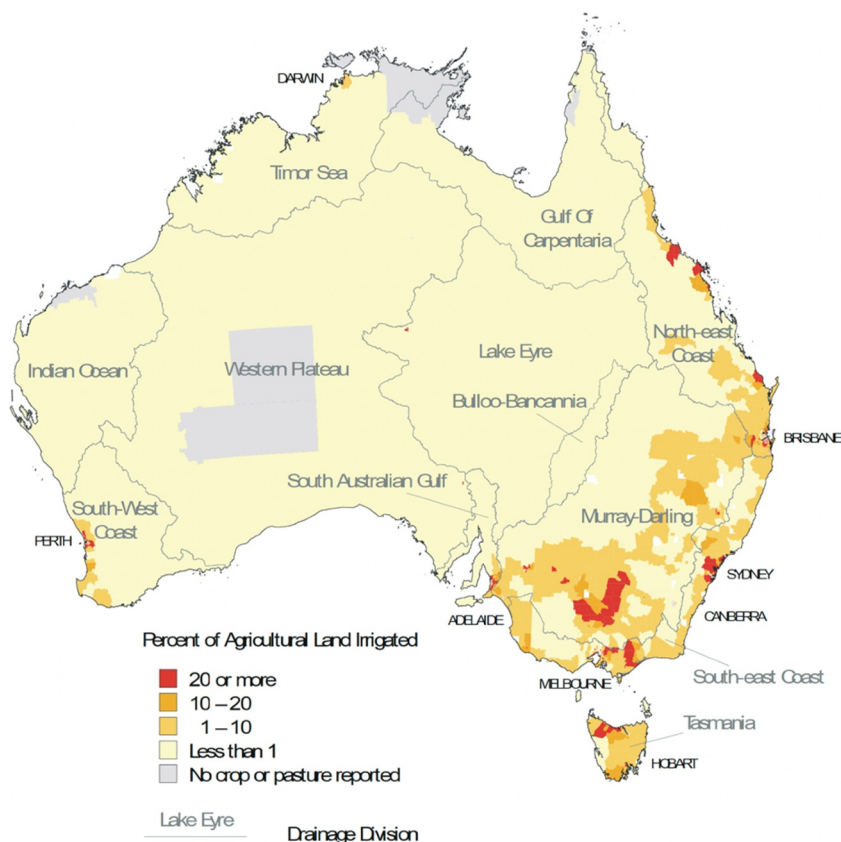 DARWIN
Timor Sea
Gulf Of
Carpentaria
North-east
Coast
Indian Ocean
Western Plateau
Lake Eyre
Bulloo-Bancannia
BRISBANE
South Australian Gulf
South-West
Coast
Murray-Darling
PERTH
SYDNEY
ADELAIDE
CANBERRA
Percent of Agricultural Land Irrigated
South-east Coast
MELBOURNE
20 or more
10 – 20
1 – 10
Less than 1
No crop or pasture reported
Tasmania
HOBART
Lake Eyre
Drainage Division